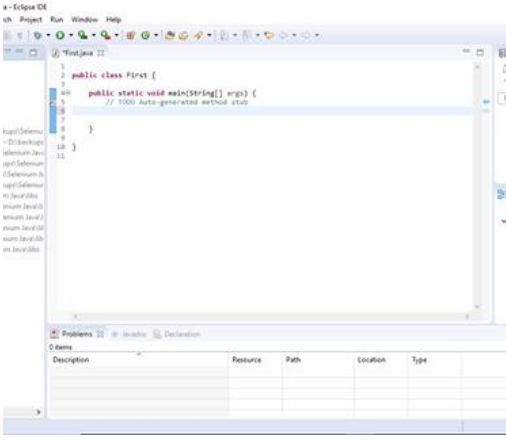 a - Eclipse IDE
ch Project Run Window Help
*First.java
1
2 public class First {
3
4 public static void main(String[] args) {
5 // TODO Auto-generated method stub
6
7
8 }
9
10 }
11
- D:\backups
Problems Javadoc Declaration
0 items
Description Resource Path Location Type